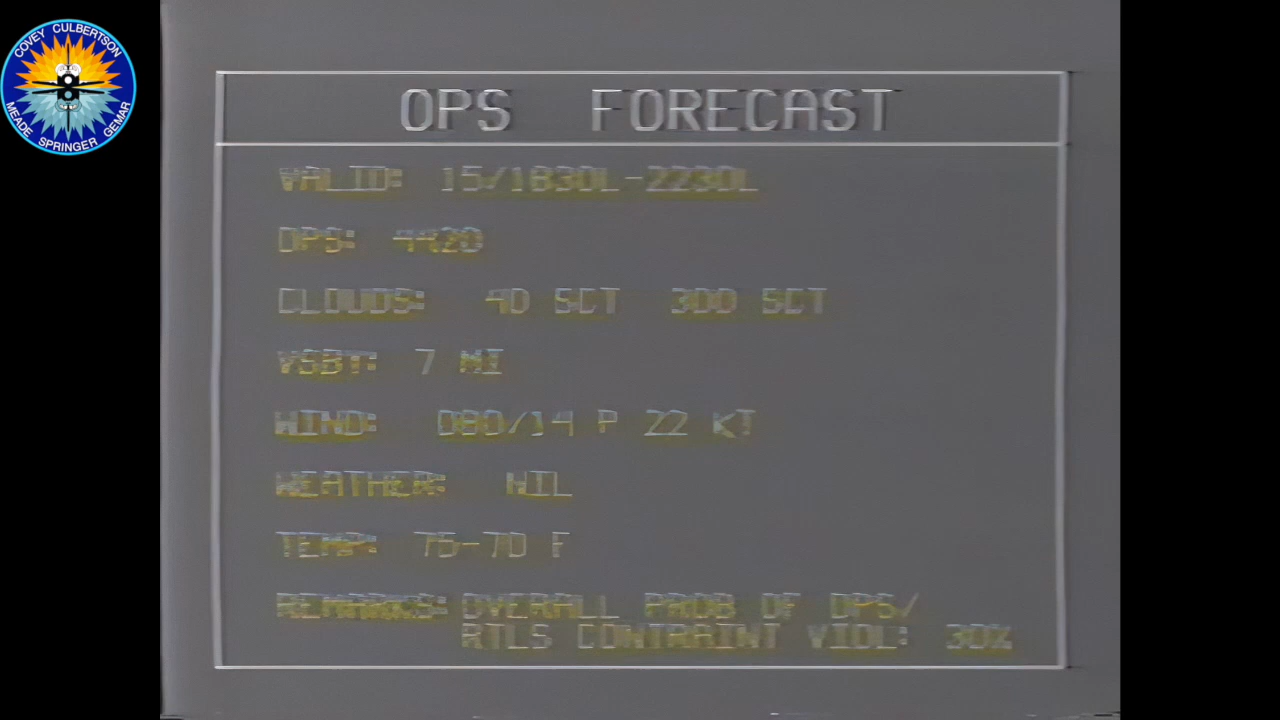 COVEY CULBERTSON
MEADE SPRINGER GEMAR
OPS FORECAST
VALID: 15/1830L-2230L
OPS: 4420
CLOUDS: 40 SCT 300 SCT
VSBY: 7 MI
WIND: 080/14 P 22 KT
WEATHER: NIL
TEMP: 75-70 F
REMARKS: OVERALL PROB OF OPS/
RTLS CONTRAINT VIOL: 30%